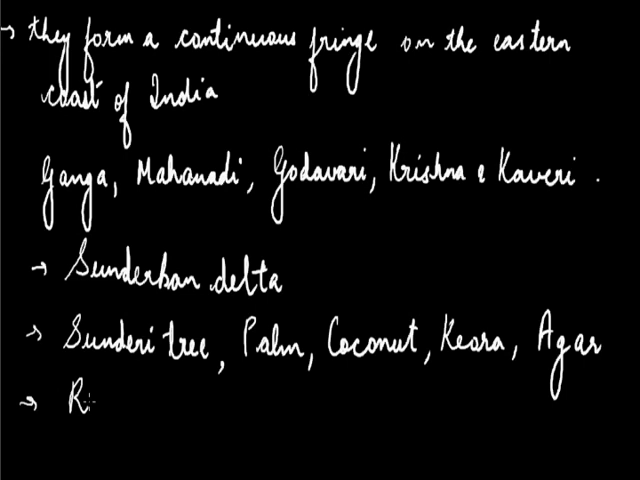 → they form a continuous fringe on the eastern
coast of India
Ganga, Mahanadi, Godavari, Krishna & Kaveri.
→ Sunderban delta
→ Sunderi tree, Palm, Coconut, Keora, Agar
→ R